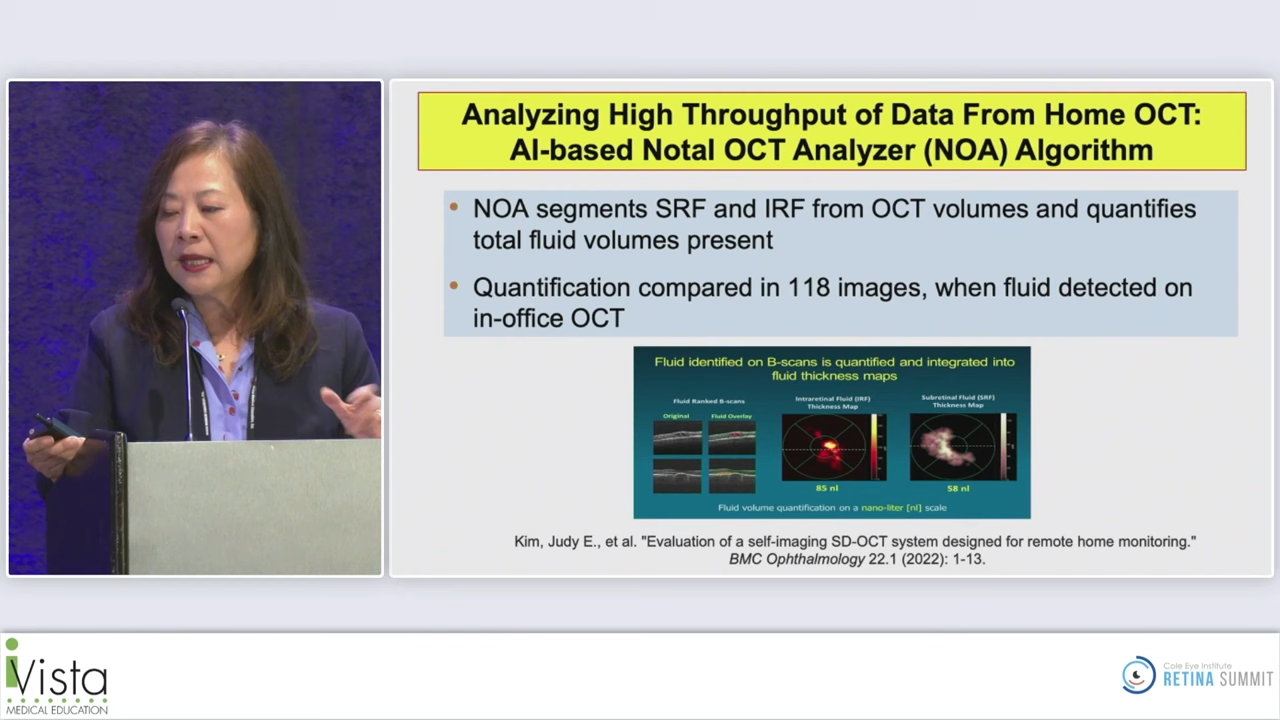 Analyzing High Throughput of Data From Home OCT:
AI-based Notal OCT Analyzer (NOA) Algorithm
• NOA segments SRF and IRF from OCT volumes and quantifies
total fluid volumes present
• Quantification compared in 118 images, when fluid detected on
in-office OCT
Fluid identified on B-scans is quantified and integrated into
fluid thickness maps
Fluid Ranked B-scans
Original
Fluid Overlay
Intraretinal Fluid (IRF)
Thickness Map
85 nl
Subretinal Fluid (SRF)
Thickness Map
58 nl
Fluid volume quantification on a nano-liter [nl] scale
Kim, Judy E., et al. "Evaluation of a self-imaging SD-OCT system designed for remote home monitoring."
BMC Ophthalmology 22.1 (2022): 1-13.
iVista
MEDICAL EDUCATION
Cole Eye Institute
RETINA SUMMIT